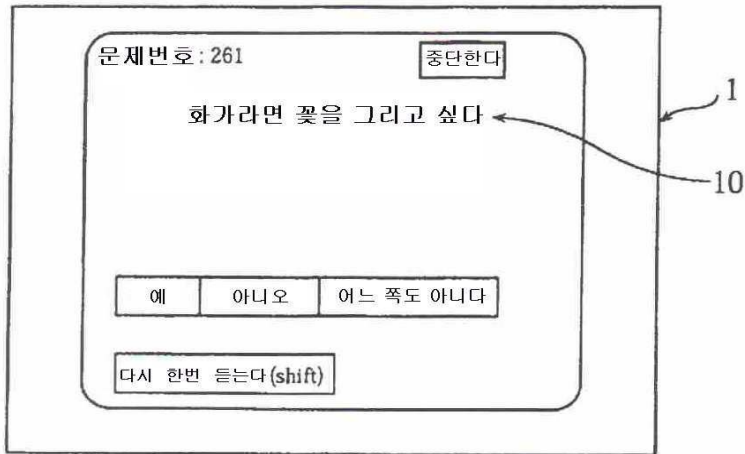 문제번호:261 중단한다
화가라면 꽃을 그리고 싶다
1
10
예 아니오 어느 쪽도 아니다
다시 한번 듣는다(shift)